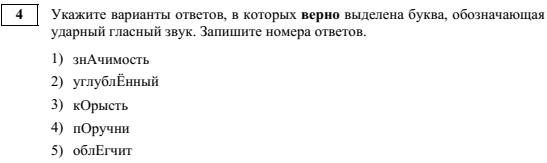 4 Укажите варианты ответов, в которых верно выделена буква, обозначающая
ударный гласный звук. Запишите номера ответов.
1) знАчимость
2) углублЁнный
3) кОрысть
4) пОручни
5) облЕгчит